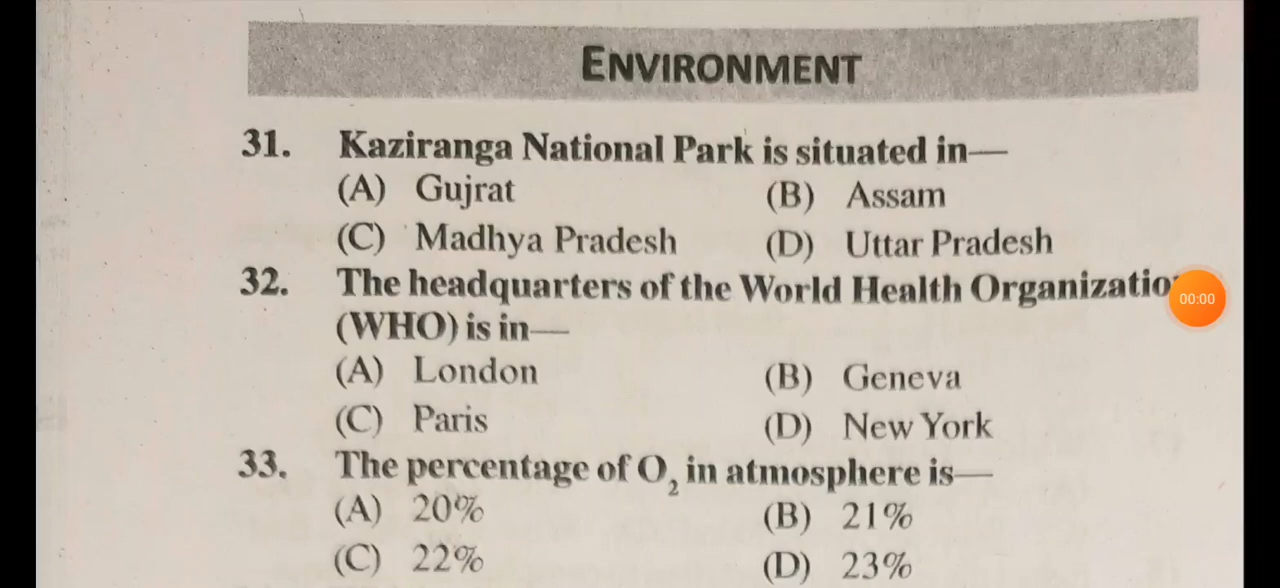 ENVIRONMENT
31. Kaziranga National Park is situated in—
(A) Gujrat (B) Assam
(C) Madhya Pradesh (D) Uttar Pradesh
32. The headquarters of the World Health Organizatio
(WHO) is in—
(A) London (B) Geneva
(C) Paris (D) New York
33. The percentage of O₂ in atmosphere is—
(A) 20% (B) 21%
(C) 22% (D) 23%
00:00